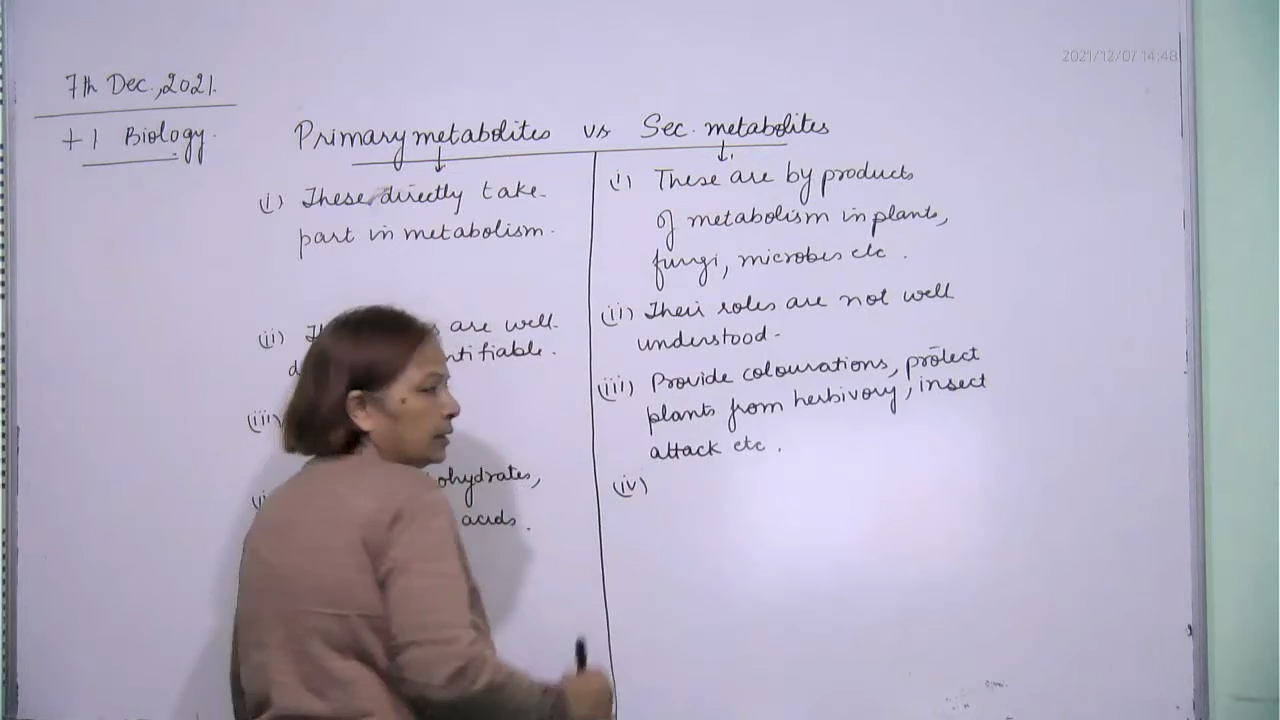 2021/12/07 14:48
7th Dec.,2021.
+1 Biology.
Primary metabolites vs Sec. metabolites
(i) These directly take
part in metabolism.
(ii) are well
d
(iii)
ohydrates,
acids.
(i) These are by products
of metabolism in plants,
fungi, microbes etc.
(ii) Their roles are not well
understood.
(iii) Provide colourations, protect
plants from herbivory, insect
attack etc.
(iv)